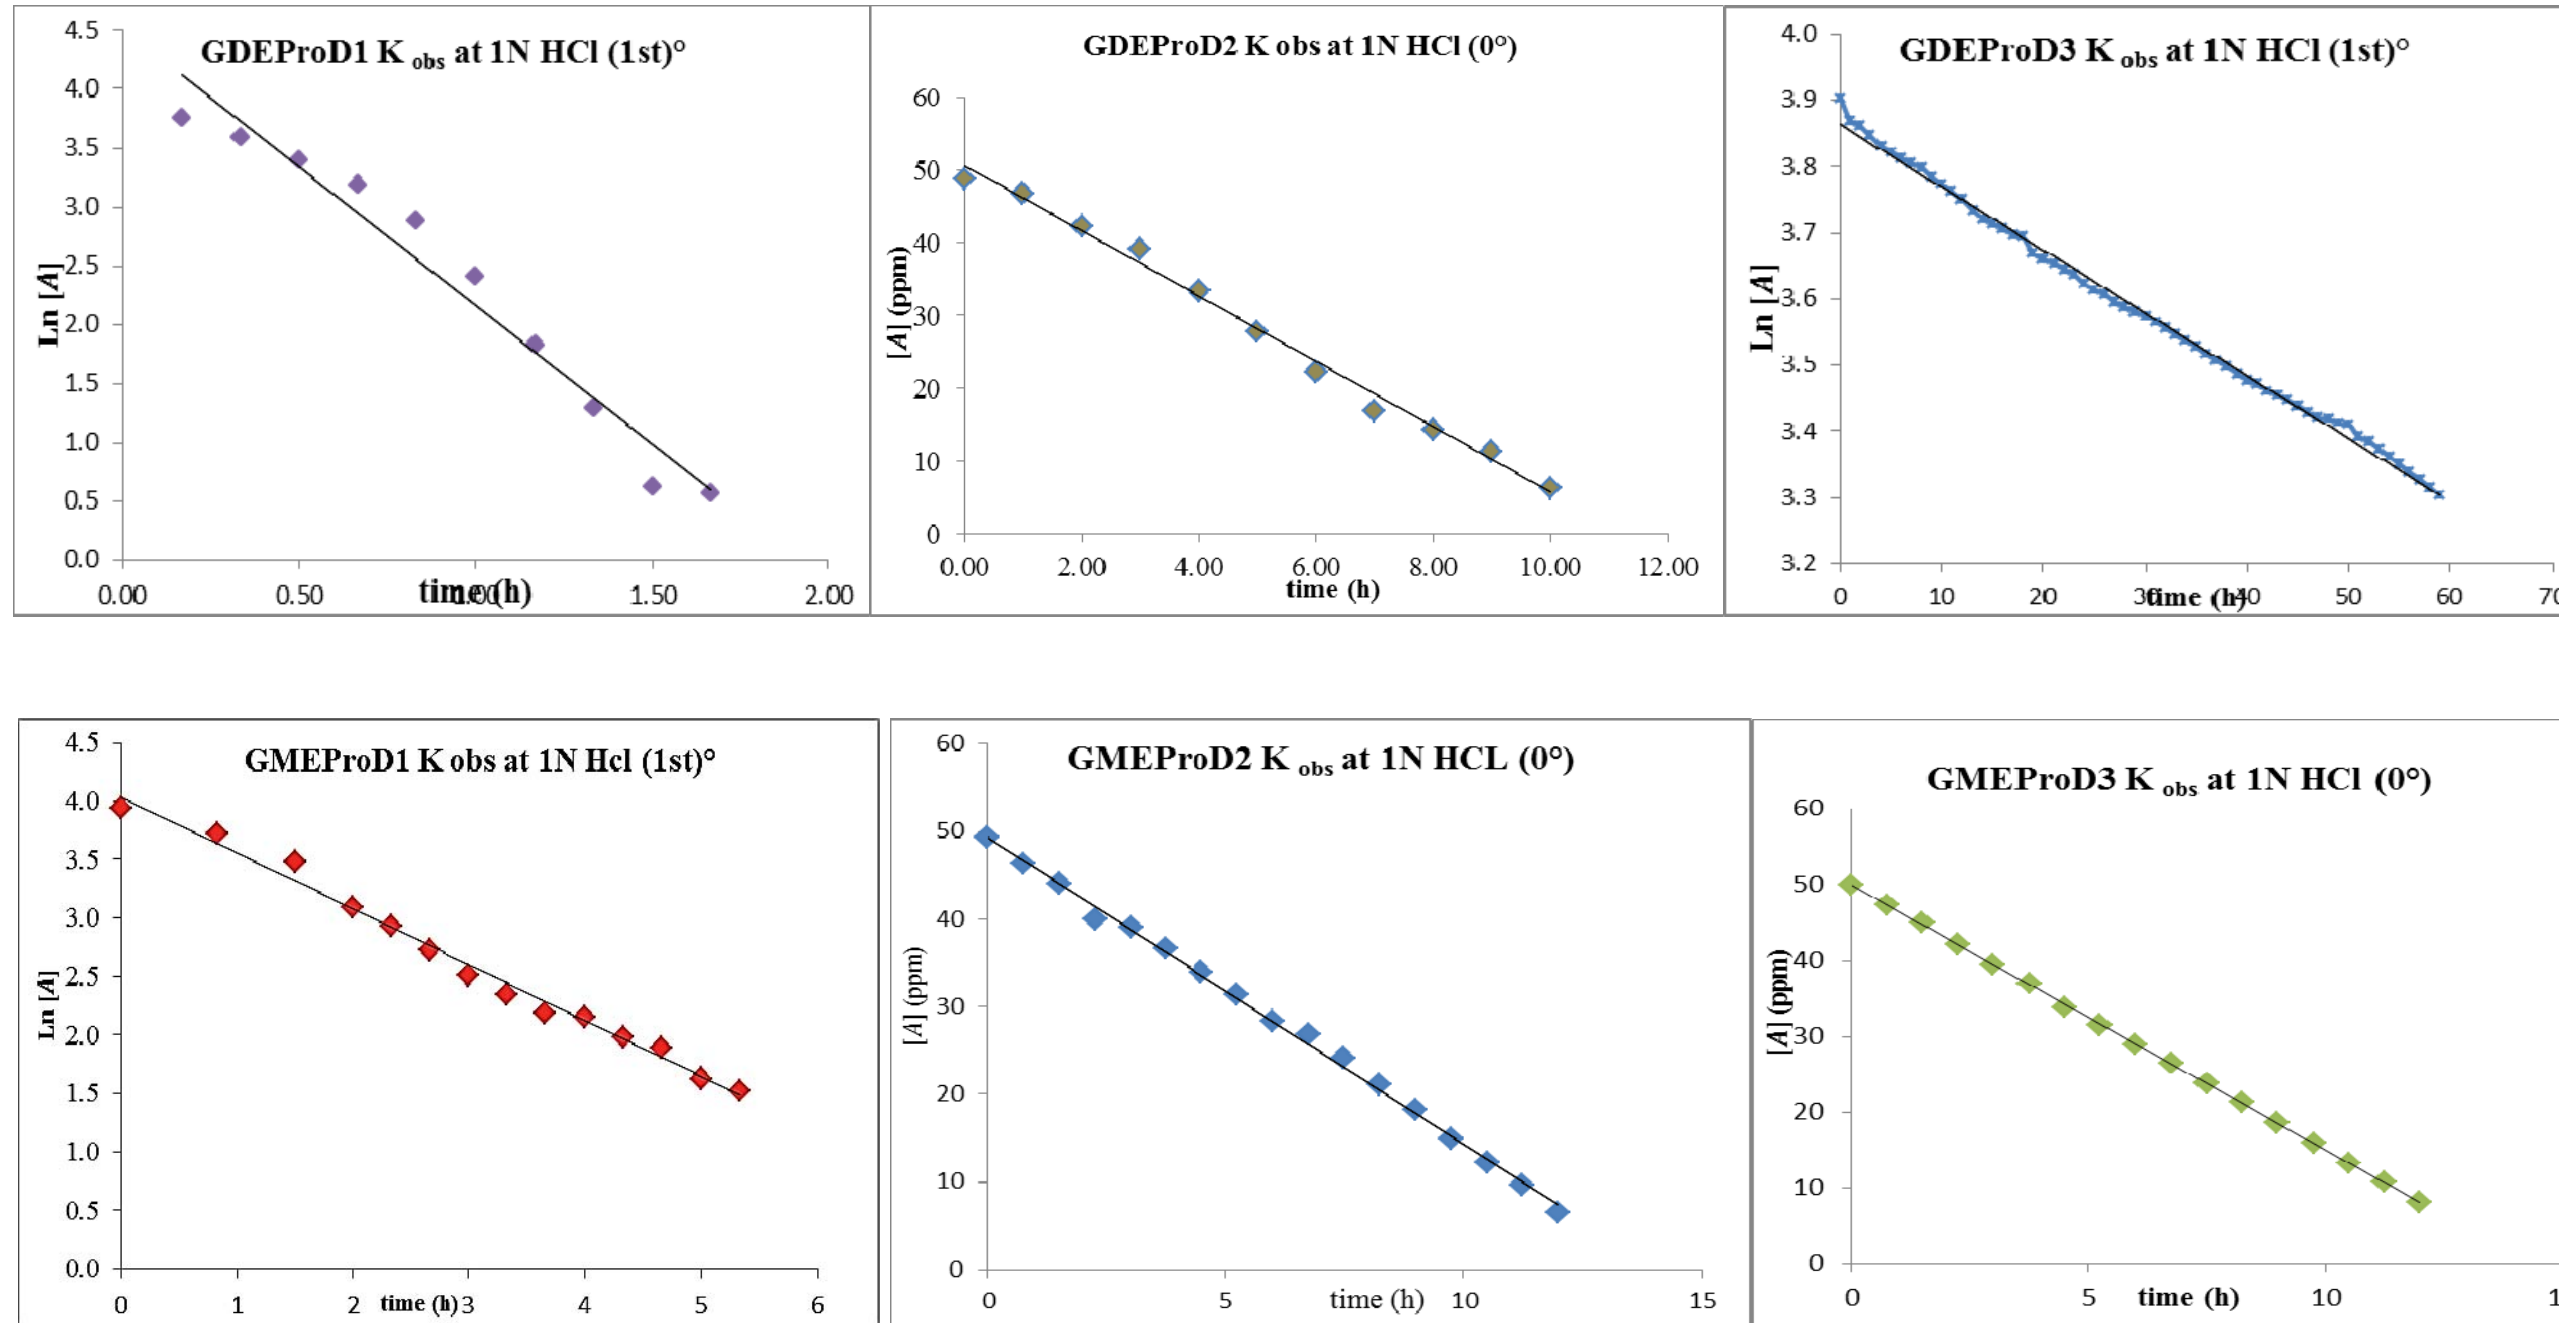 GDEProD1 K obs at 1N HCl (1st)°
4.5
4.0
3.5
3.0
2.5
2.0
1.5
1.0
0.5
0.0
Ln [A]
0.00 0.50 1.00 1.50 2.00
time (h)
GDEProD2 K obs at 1N HCl (0°)
60
50
40
30
20
10
0
[A] (ppm)
0.00 2.00 4.00 6.00 8.00 10.00 12.00
time (h)
GDEProD3 K obs at 1N HCl (1st)°
4.0
3.9
3.8
3.7
3.6
3.5
3.4
3.3
3.2
Ln [A]
0 10 20 30 40 50 60 70
time (h)
GMEProD1 K obs at 1N Hcl (1st)°
4.5
4.0
3.5
3.0
2.5
2.0
1.5
1.0
0.5
0.0
Ln [A]
0 1 2 3 4 5 6
time (h)
GMEProD2 K obs at 1N HCL (0°)
60
50
40
30
20
10
0
[A] (ppm)
0 5 10 15
time (h)
GMEProD3 K obs at 1N HCl (0°)
60
50
40
30
20
10
0
[A] (ppm)
0 5 10 1
time (h)